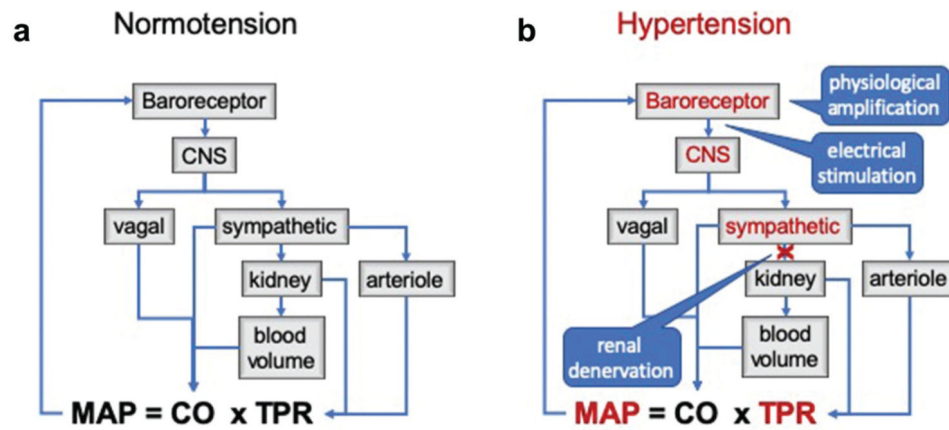 a
Normotension
Baroreceptor
CNS
vagal
sympathetic
kidney
arteriole
blood
volume
MAP = CO x TPR
b
Hypertension
Baroreceptor
physiological
amplification
CNS
electrical
stimulation
vagal
sympathetic
kidney
arteriole
renal
denervation
blood
volume
MAP = CO x TPR